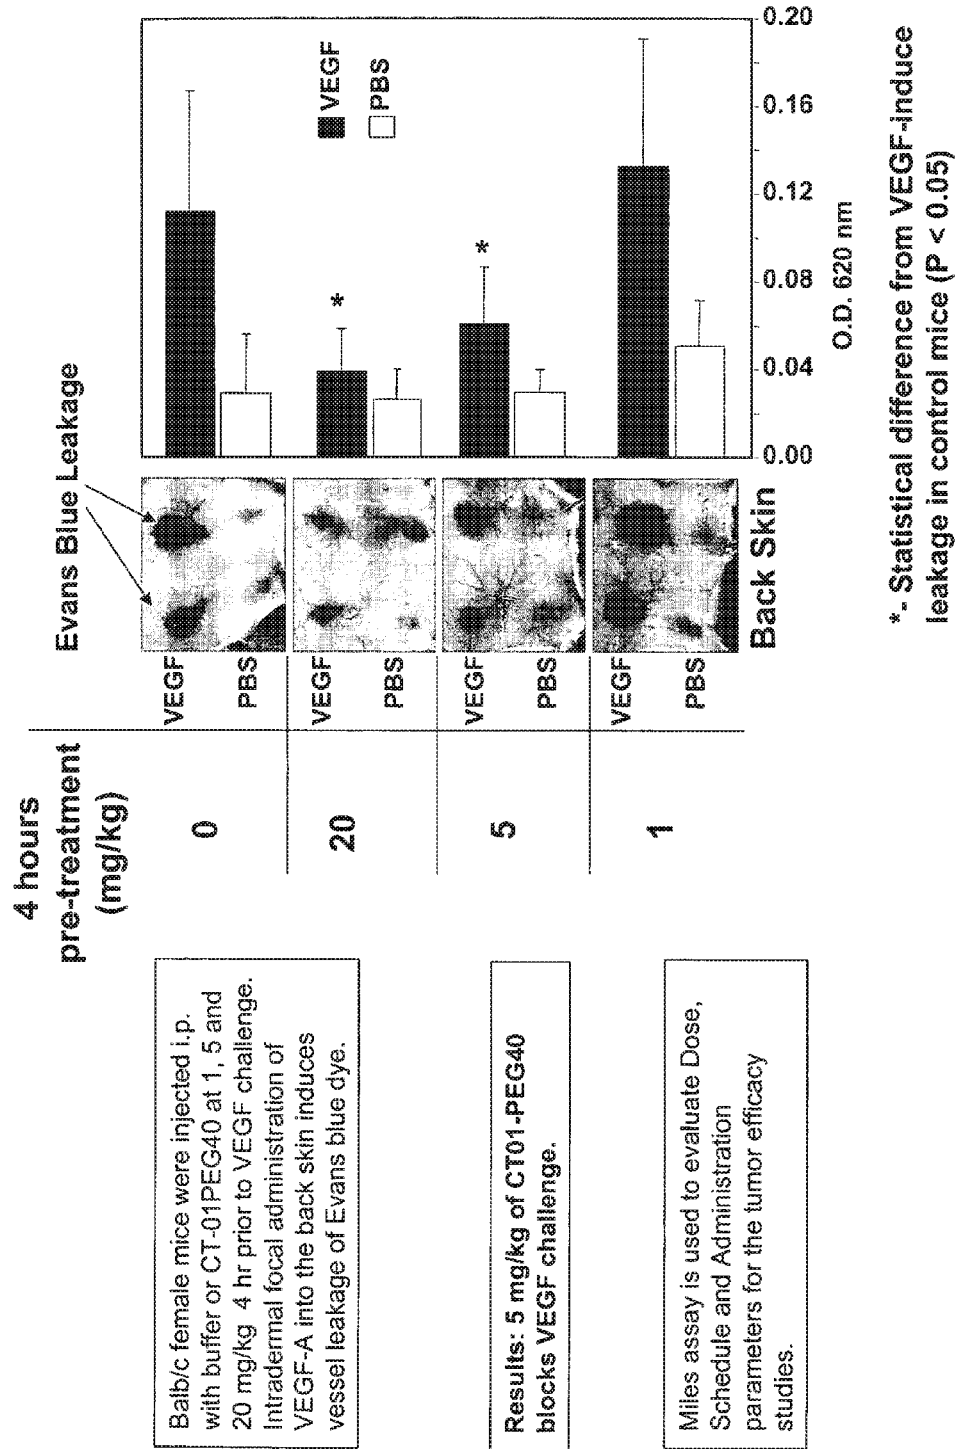 4 hours
pre-treatment
(mg/kg)
Evans Blue Leakage
0
VEGF
PBS
20
VEGF
PBS
5
VEGF
PBS
1
VEGF
PBS
Back Skin
VEGF
PBS
*
*
0.00
0.04
0.08
0.12
0.16
0.20
O.D. 620 nm
*- Statistical difference from VEGF-induce
leakage in control mice (P < 0.05)
Balb/c female mice were injected i.p.
with buffer or CT-01PEG40 at 1, 5 and
20 mg/kg 4 hr prior to VEGF challenge.
Intradermal focal administration of
VEGF-A into the back skin induces
vessel leakage of Evans blue dye.
Results: 5 mg/kg of CT01-PEG40
blocks VEGF challenge.
Miles assay is used to evaluate Dose,
Schedule and Administration
parameters for the tumor efficacy
studies.